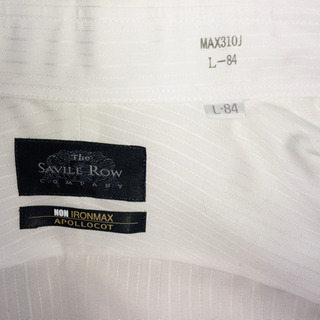 MAX310J
L-84
L·84
The
SAVILE ROW
COMPANY
NON IRONMAX
APOLLOCOT